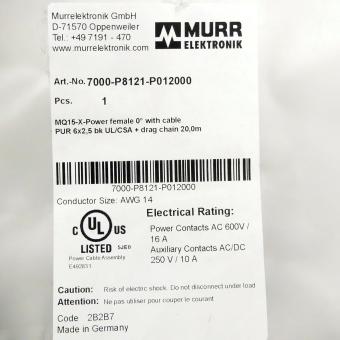 Murrelektronik GmbH
D-71570 Oppenweiler
Tel.: +49 7191 - 470
www.murrelektronik.com
MURR
ELEKTRONIK
Art.-No. 7000-P8121-P012000
Pcs. 1
MQ15-X-Power female 0° with cable
PUR 6x2,5 bk UL/CSA + drag chain 20,0m
7000-P8121-P012000
Conductor Size: AWG 14
C UL US
LISTED 5JE0
Power Cable Assembly
E492831
Electrical Rating:
Power Contacts AC 600V /
16 A
Auxiliary Contacts AC/DC
250 V / 10 A
Caution: Risk of electric shock. Do not disconnect under load
Attention: Ne pas utiliser pour couper le courant
Code 2B2B7
Made in Germany